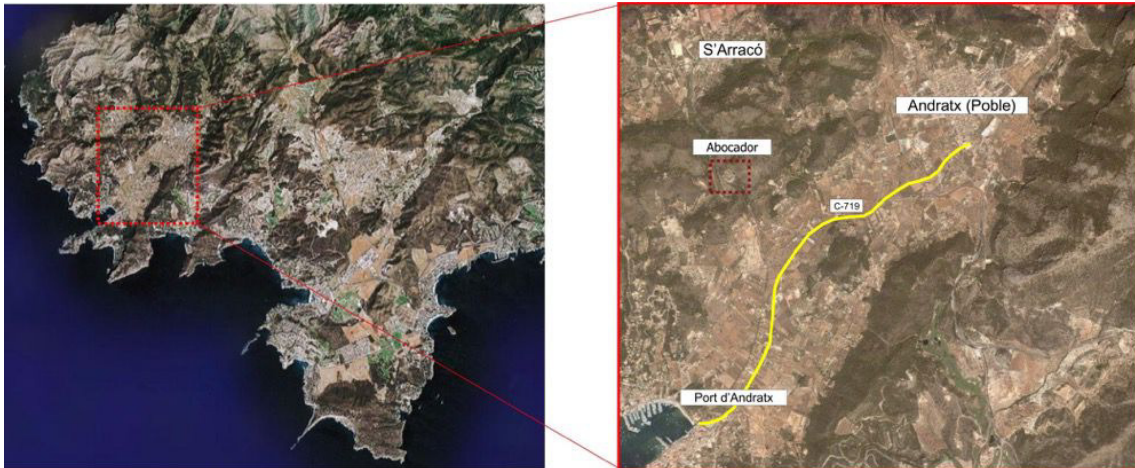 S'Arracó
Andratx (Poble)
Abocador
C-719
Port d'Andratx